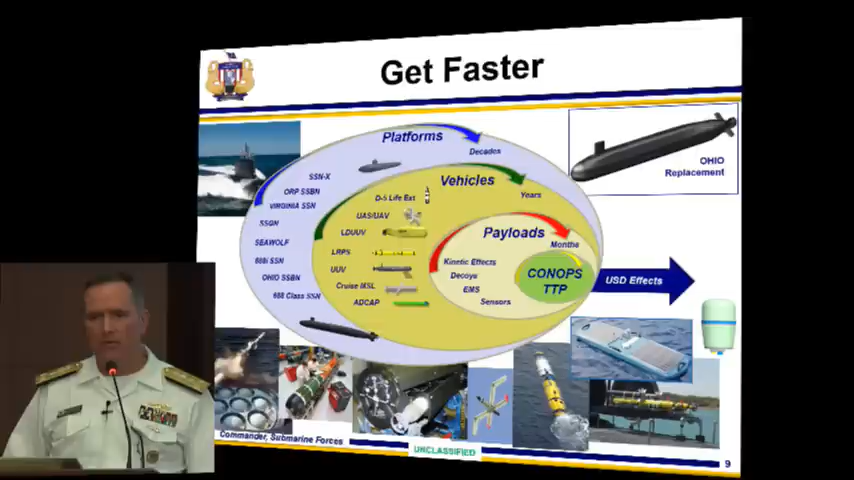 Get Faster
Platforms
Decades
OHIO
Replacement
SSN-X
ORP SSBN
VIRGINIA SSN
SSGN
SEAWOLF
688i SSN
OHIO SSBN
688 Class SSN
Vehicles
Years
D-5 Life Ext
UAS/UAV
LDUUV
LRPS
UUV
Cruise MSL
ADCAP
Payloads
Months
Kinetic Effects
Decoys
EMS
Sensors
CONOPS
TTP
USD Effects
Commander, Submarine Forces
UNCLASSIFIED
9